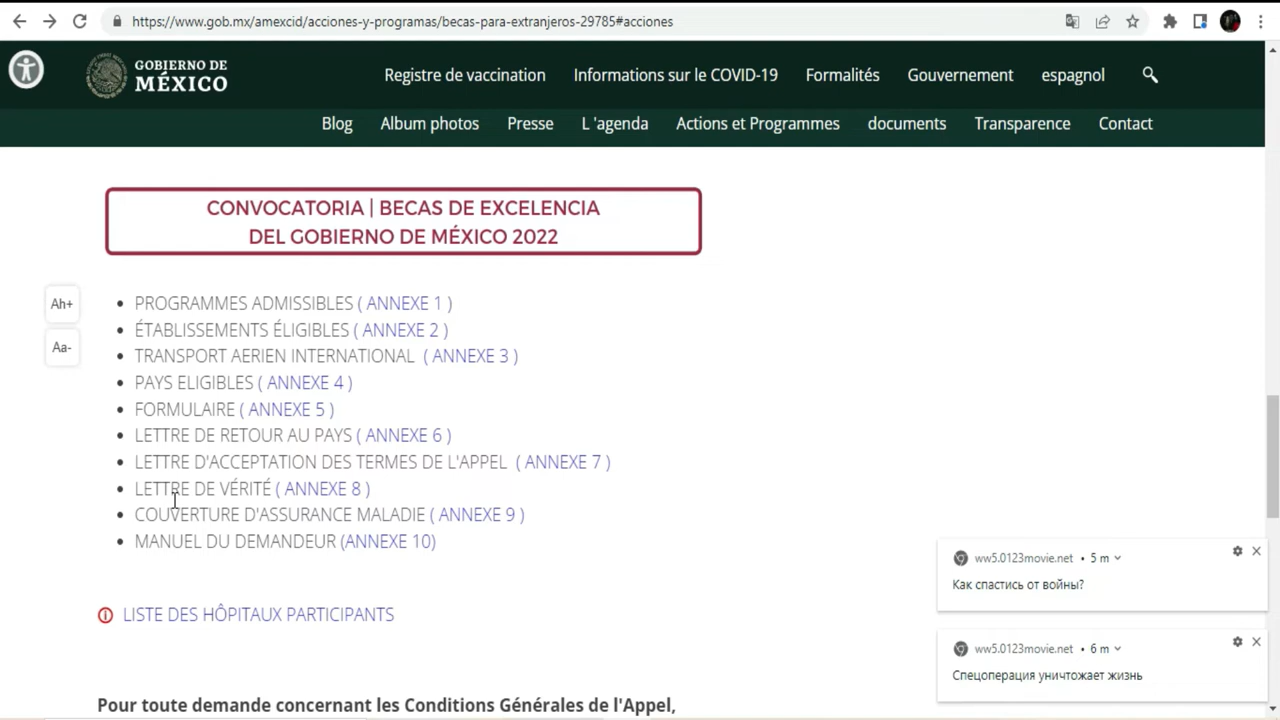 https://www.gob.mx/amexcid/acciones-y-programas/becas-para-extranjeros-29785#acciones
GOBIERNO DE
MÉXICO
Registre de vaccination Informations sur le COVID-19 Formalités Gouvernement espagnol
Blog Album photos Presse L 'agenda Actions et Programmes documents Transparence Contact
CONVOCATORIA | BECAS DE EXCELENCIA
DEL GOBIERNO DE MÉXICO 2022
Ah+
Aa-
PROGRAMMES ADMISSIBLES ( ANNEXE 1 )
ÉTABLISSEMENTS ÉLIGIBLES ( ANNEXE 2 )
TRANSPORT AERIEN INTERNATIONAL ( ANNEXE 3 )
PAYS ELIGIBLES ( ANNEXE 4 )
FORMULAIRE ( ANNEXE 5 )
LETTRE DE RETOUR AU PAYS ( ANNEXE 6 )
LETTRE D'ACCEPTATION DES TERMES DE L'APPEL ( ANNEXE 7 )
LETTRE DE VÉRITÉ ( ANNEXE 8 )
COUVERTURE D'ASSURANCE MALADIE ( ANNEXE 9 )
MANUEL DU DEMANDEUR (ANNEXE 10)
LISTE DES HÔPITAUX PARTICIPANTS
Pour toute demande concernant les Conditions Générales de l'Appel,
ww5.0123movie.net • 5 m
Как спастись от войны?
ww5.0123movie.net • 6 m
Спецоперация уничтожает жизнь